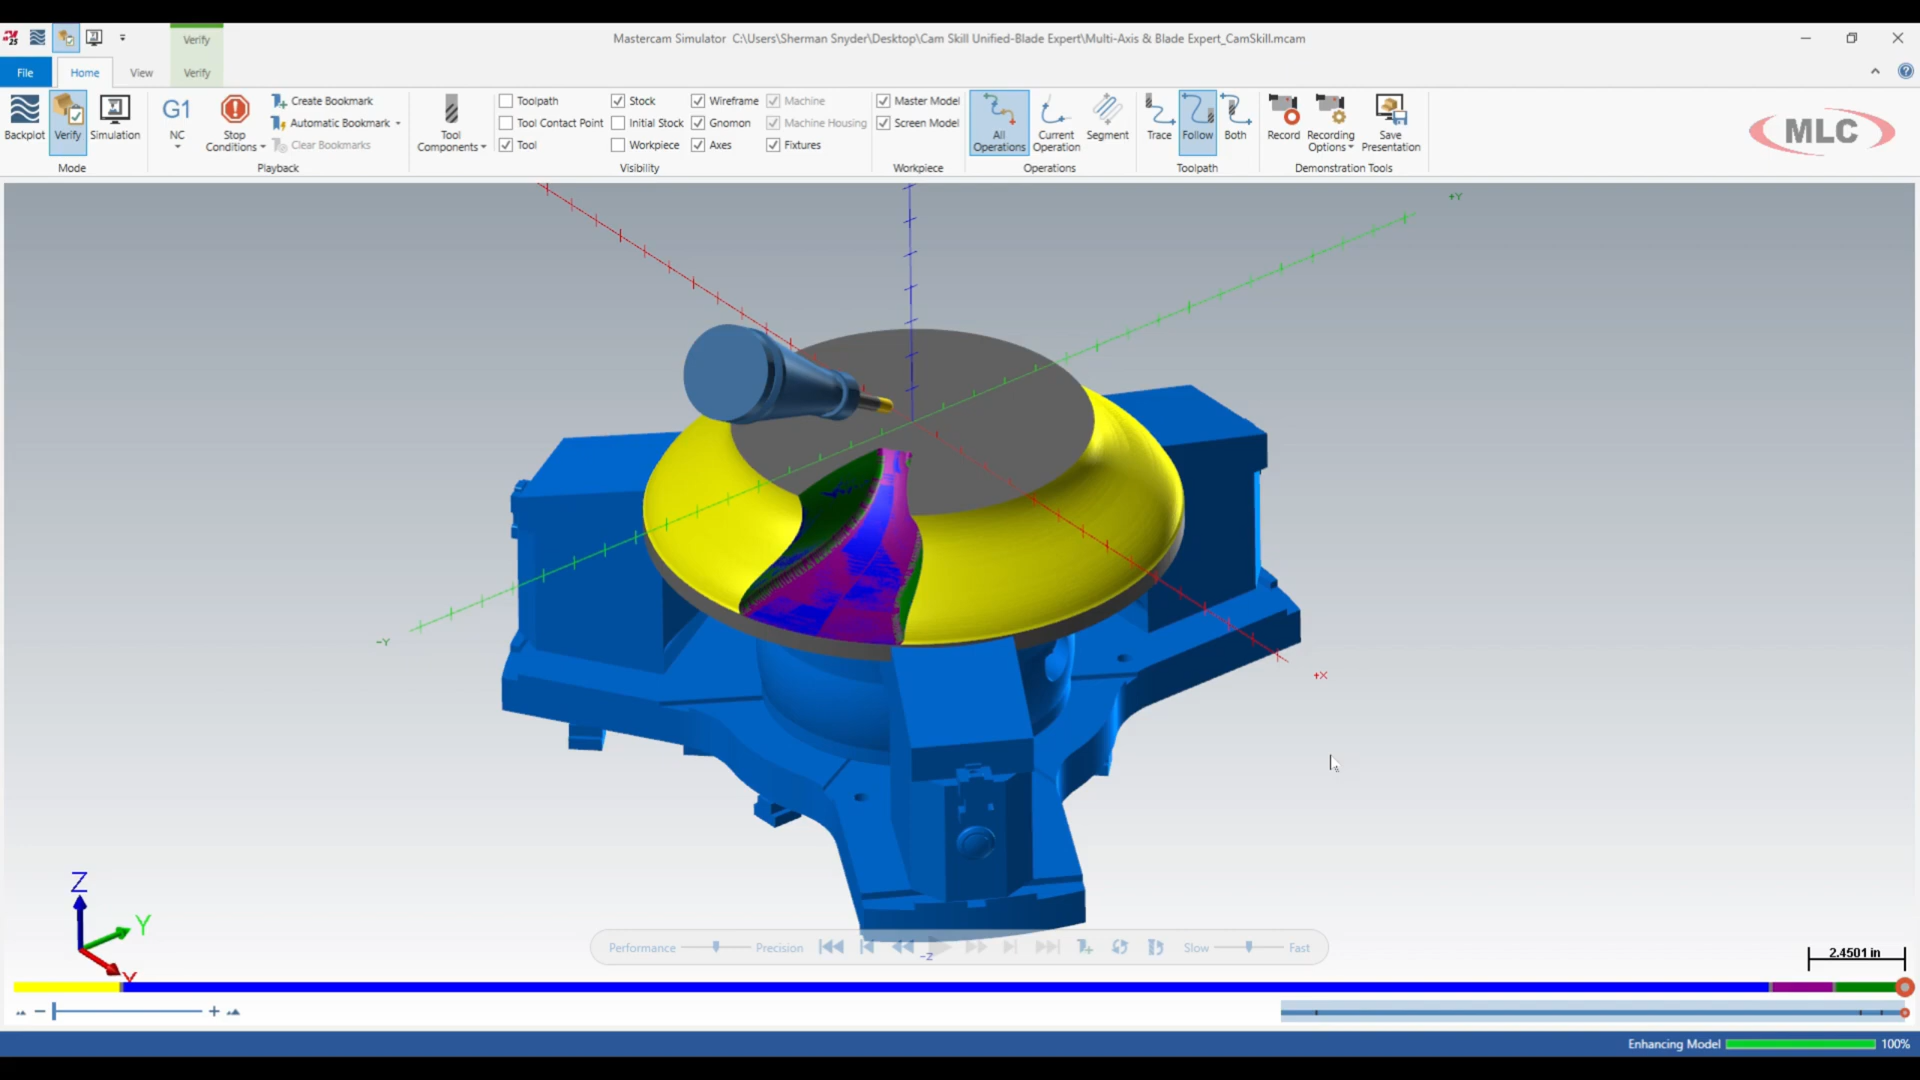 25
Verify
Mastercam Simulator C:\Users\Sherman Snyder\Desktop\Cam Skill Unified-Blade Expert\Multi-Axis & Blade Expert_CamSkill.mcam
File
Home
View
Verify
Backplot
Verify
Simulation
Mode
G1
NC
Stop Conditions
Create Bookmark
Automatic Bookmark
Clear Bookmarks
Playback
Tool Components
Toolpath
Tool Contact Point
Tool
Stock
Initial Stock
Workpiece
Wireframe
Gnomon
Axes
Machine
Machine Housing
Fixtures
Visibility
Master Model
Screen Model
Workpiece
All Operations
Current Operation
Segment
Operations
Trace
Follow
Both
Toolpath
Record
Recording Options
Save Presentation
Demonstration Tools
MLC
+Y
-Y
+X
-Z
Z
Y
X
Performance
Precision
Slow
Fast
2.4501 in
Enhancing Model
100%